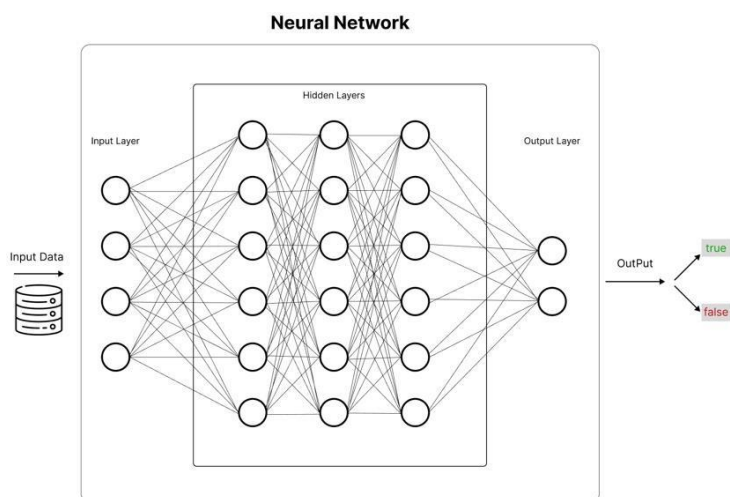 Neural Network
Hidden Layers
Input Layer
Output Layer
Input Data
OutPut
true
false